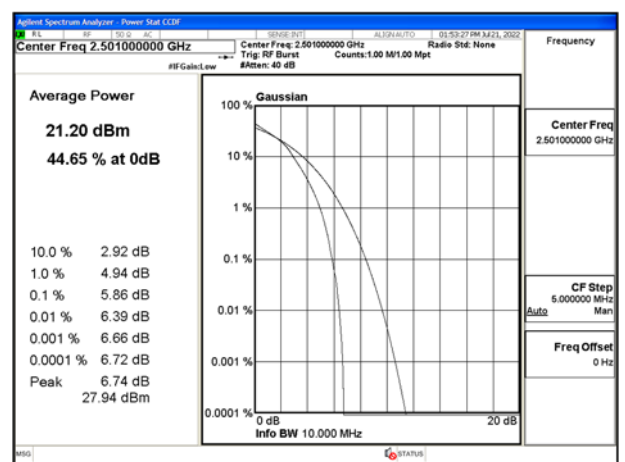 Agilent Spectrum Analyzer - Power Stat CCDF
RL RF 50 Ω AC SENSE:INT ALIGNAUTO 01:53:27 PM Jul 21, 2022
Center Freq 2.501000000 GHz
Center Freq: 2.501000000 GHz Radio Std: None
Trig: RF Burst Counts:1.00 M/1.00 Mpt
#IFGain:Low #Atten: 40 dB
Frequency
Average Power
21.20 dBm
44.65 % at 0dB
10.0 % 2.92 dB
1.0 % 4.94 dB
0.1 % 5.86 dB
0.01 % 6.39 dB
0.001 % 6.66 dB
0.0001 % 6.72 dB
Peak 6.74 dB
27.94 dBm
Gaussian
100 %
10 %
1 %
0.1 %
0.01 %
0.001 %
0.0001 %
0 dB 20 dB
Info BW 10.000 MHz
Center Freq
2.501000000 GHz
CF Step
5.000000 MHz
Auto Man
Freq Offset
0 Hz
MSG STATUS